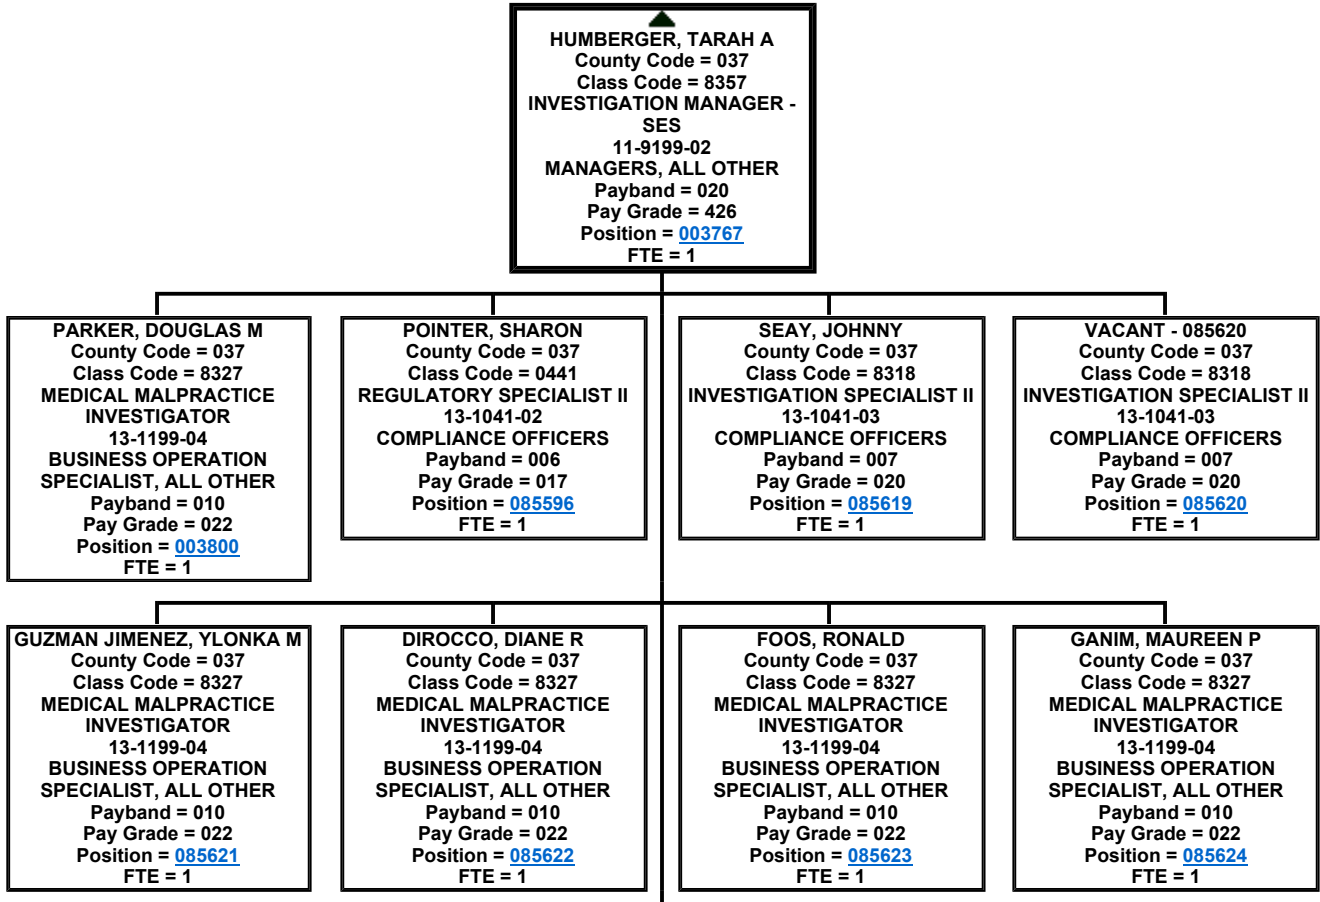 HUMBERGER, TARAH A
County Code = 037
Class Code = 8357
INVESTIGATION MANAGER -
SES
11-9199-02
MANAGERS, ALL OTHER
Payband = 020
Pay Grade = 426
Position = 003767
FTE = 1
PARKER, DOUGLAS M
County Code = 037
Class Code = 8327
MEDICAL MALPRACTICE
INVESTIGATOR
13-1199-04
BUSINESS OPERATION
SPECIALIST, ALL OTHER
Payband = 010
Pay Grade = 022
Position = 003800
FTE = 1
POINTER, SHARON
County Code = 037
Class Code = 0441
REGULATORY SPECIALIST II
13-1041-02
COMPLIANCE OFFICERS
Payband = 006
Pay Grade = 017
Position = 085596
FTE = 1
SEAY, JOHNNY
County Code = 037
Class Code = 8318
INVESTIGATION SPECIALIST II
13-1041-03
COMPLIANCE OFFICERS
Payband = 007
Pay Grade = 020
Position = 085619
FTE = 1
VACANT - 085620
County Code = 037
Class Code = 8318
INVESTIGATION SPECIALIST II
13-1041-03
COMPLIANCE OFFICERS
Payband = 007
Pay Grade = 020
Position = 085620
FTE = 1
GUZMAN JIMENEZ, YLONKA M
County Code = 037
Class Code = 8327
MEDICAL MALPRACTICE
INVESTIGATOR
13-1199-04
BUSINESS OPERATION
SPECIALIST, ALL OTHER
Payband = 010
Pay Grade = 022
Position = 085621
FTE = 1
DIROCCO, DIANE R
County Code = 037
Class Code = 8327
MEDICAL MALPRACTICE
INVESTIGATOR
13-1199-04
BUSINESS OPERATION
SPECIALIST, ALL OTHER
Payband = 010
Pay Grade = 022
Position = 085622
FTE = 1
FOOS, RONALD
County Code = 037
Class Code = 8327
MEDICAL MALPRACTICE
INVESTIGATOR
13-1199-04
BUSINESS OPERATION
SPECIALIST, ALL OTHER
Payband = 010
Pay Grade = 022
Position = 085623
FTE = 1
GANIM, MAUREEN P
County Code = 037
Class Code = 8327
MEDICAL MALPRACTICE
INVESTIGATOR
13-1199-04
BUSINESS OPERATION
SPECIALIST, ALL OTHER
Payband = 010
Pay Grade = 022
Position = 085624
FTE = 1